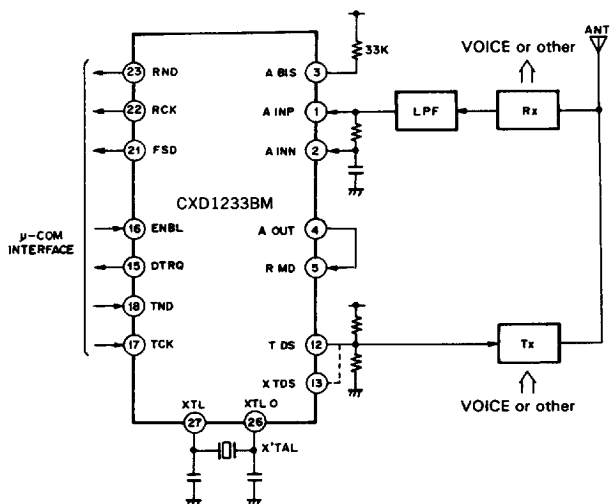 ANT
VOICE or other
33K
23 RND
A BIS 3
22 RCK
A INP 1
LPF
Rx
21 FSD
A INN 2
CXD1233BM
μ-COM
INTERFACE
16 ENBL
A OUT 4
15 DTRQ
R MD 5
18 TND
17 TCK
T DS 12
Tx
X TDS 13
VOICE or other
XTL
XTL O
27
26
X'TAL